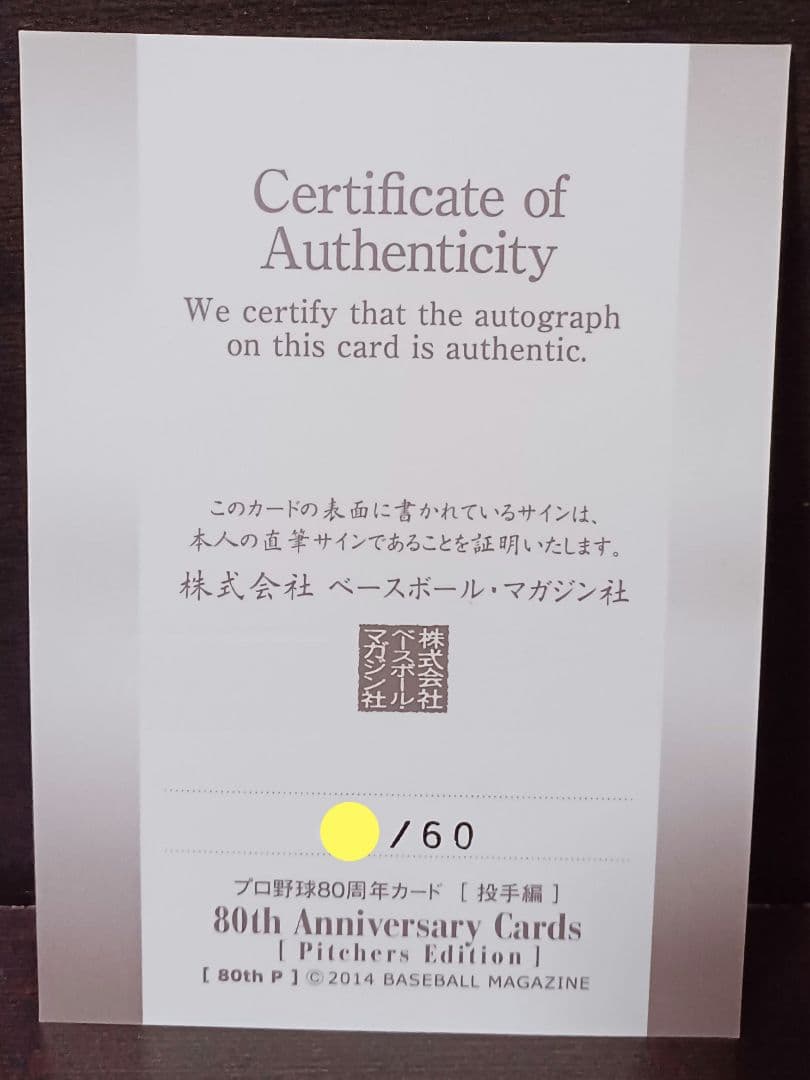 Certificate of
Authenticity
We certify that the autograph
on this card is authentic.
このカードの表面に書かれているサインは、
本人の直筆サインであることを証明いたします。
株式会社 ベースボール・マガジン社
株式会社
ベースボール・
マガジン社
/60
プロ野球80周年カード [ 投手編 ]
80th Anniversary Cards
[ Pitchers Edition ]
[ 80th P ] ©2014 BASEBALL MAGAZINE